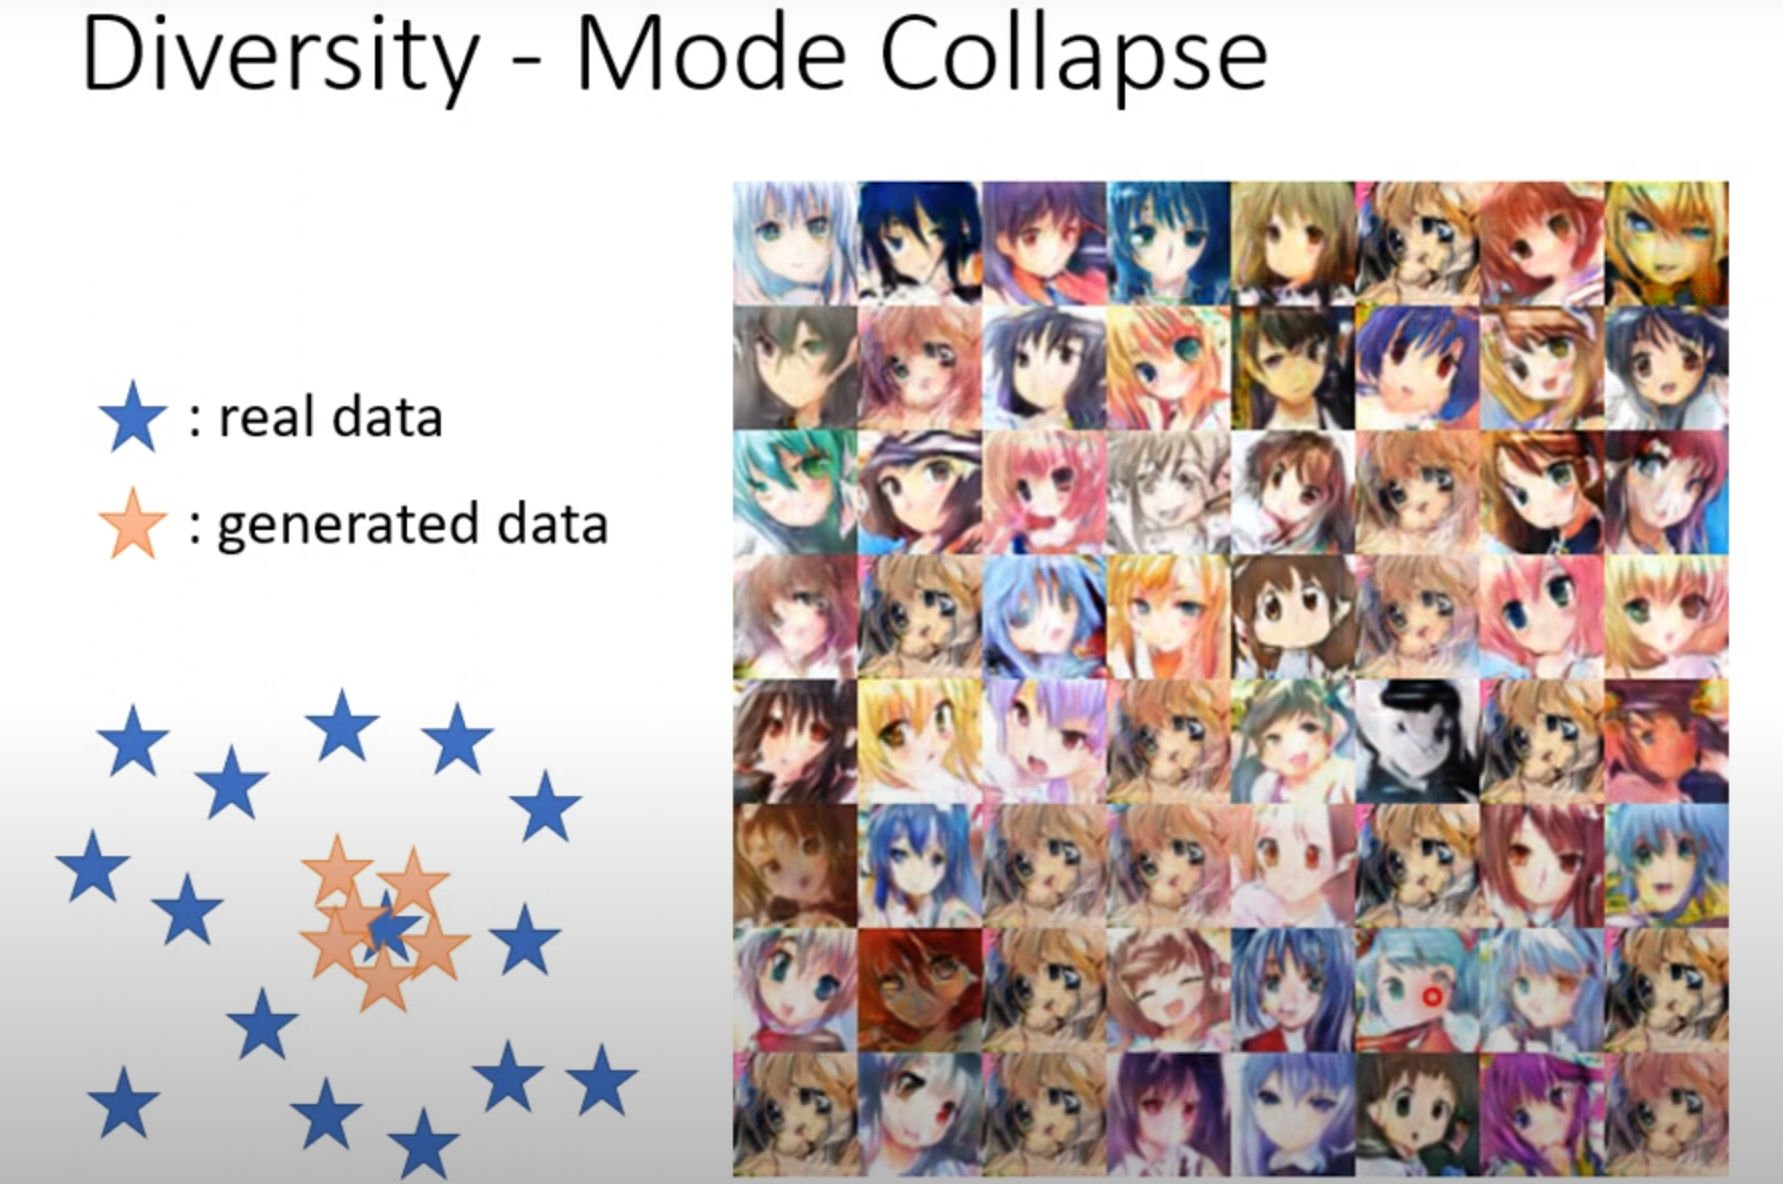 Diversity - Mode Collapse
: real data
: generated data